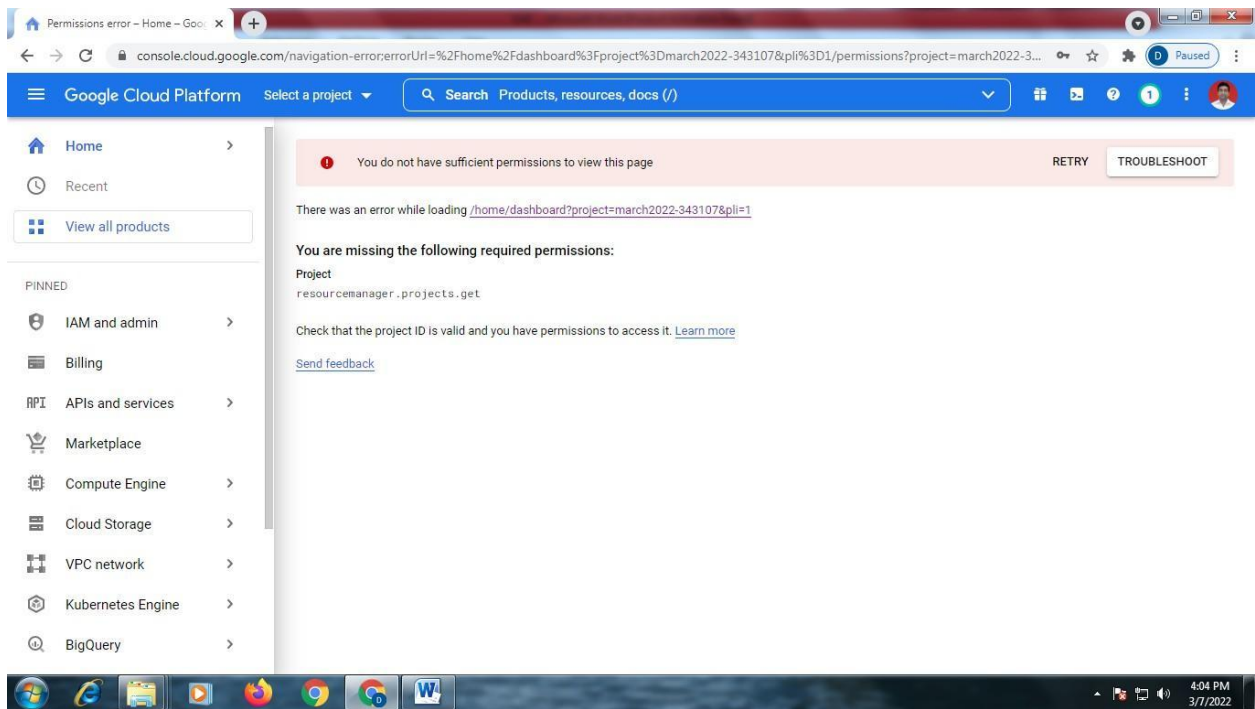 Permissions error – Home – Goo
console.cloud.google.com/navigation-error;errorUrl=%2Fhome%2Fdashboard%3Fproject%3Dmarch2022-343107&pli%3D1/permissions?project=march2022-3...
D Paused
Google Cloud Platform Select a project Search Products, resources, docs (/) 1
Home
Recent
View all products
PINNED
IAM and admin
Billing
API APIs and services
Marketplace
Compute Engine
Cloud Storage
VPC network
Kubernetes Engine
BigQuery
You do not have sufficient permissions to view this page RETRY TROUBLESHOOT
There was an error while loading /home/dashboard?project=march2022-343107&pli=1
You are missing the following required permissions:
Project
resourcemanager.projects.get
Check that the project ID is valid and you have permissions to access it. Learn more
Send feedback
4:04 PM
3/7/2022